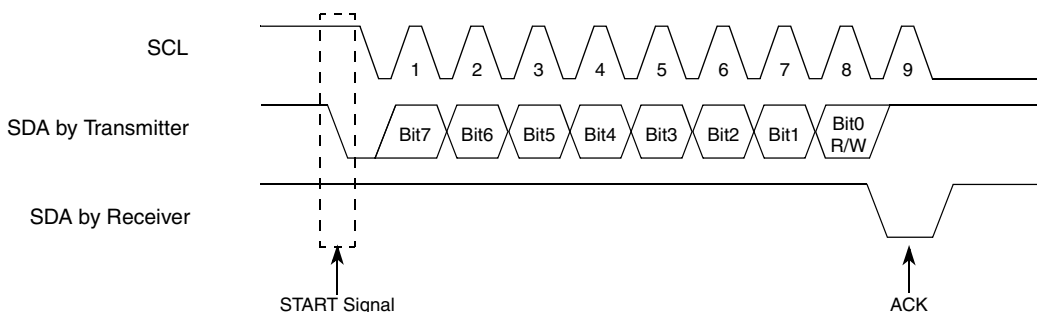 SCL
1 2 3 4 5 6 7 8 9
SDA by Transmitter
Bit7 Bit6 Bit5 Bit4 Bit3 Bit2 Bit1 Bit0
R/W
SDA by Receiver
START Signal ACK